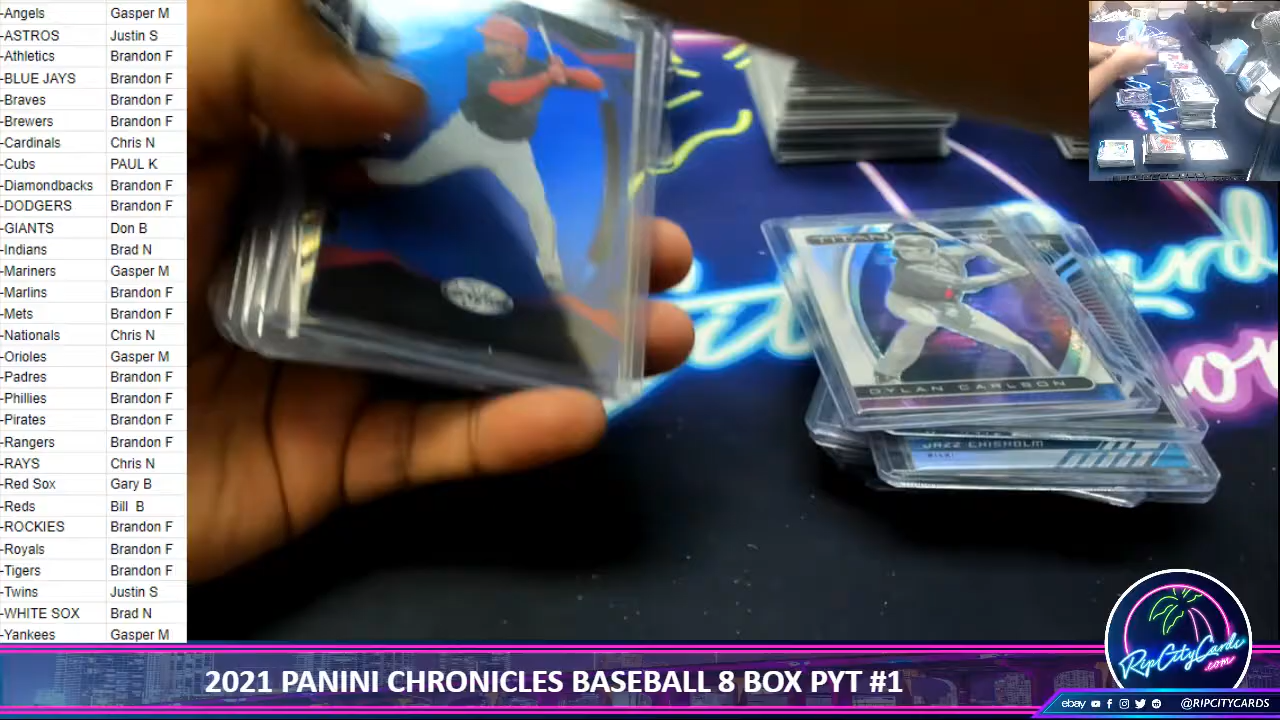 -Angels Gasper M
-ASTROS Justin S
-Athletics Brandon F
-BLUE JAYS Brandon F
-Braves Brandon F
-Brewers Brandon F
-Cardinals Chris N
-Cubs PAUL K
-Diamondbacks Brandon F
-DODGERS Brandon F
-GIANTS Don B
-Indians Brad N
-Mariners Gasper M
-Marlins Brandon F
-Mets Brandon F
-Nationals Chris N
-Orioles Gasper M
-Padres Brandon F
-Phillies Brandon F
-Pirates Brandon F
-Rangers Brandon F
-RAYS Chris N
-Red Sox Gary B
-Reds Bill B
-ROCKIES Brandon F
-Royals Brandon F
-Tigers Brandon F
-Twins Justin S
-WHITE SOX Brad N
-Yankees Gasper M
TITAN
DYLAN CARLSON
JAZZ CHISHOLM
RipCityCards
.com
2021 PANINI CHRONICLES BASEBALL 8 BOX PYT #1
ebay @RIPCITYCARDS